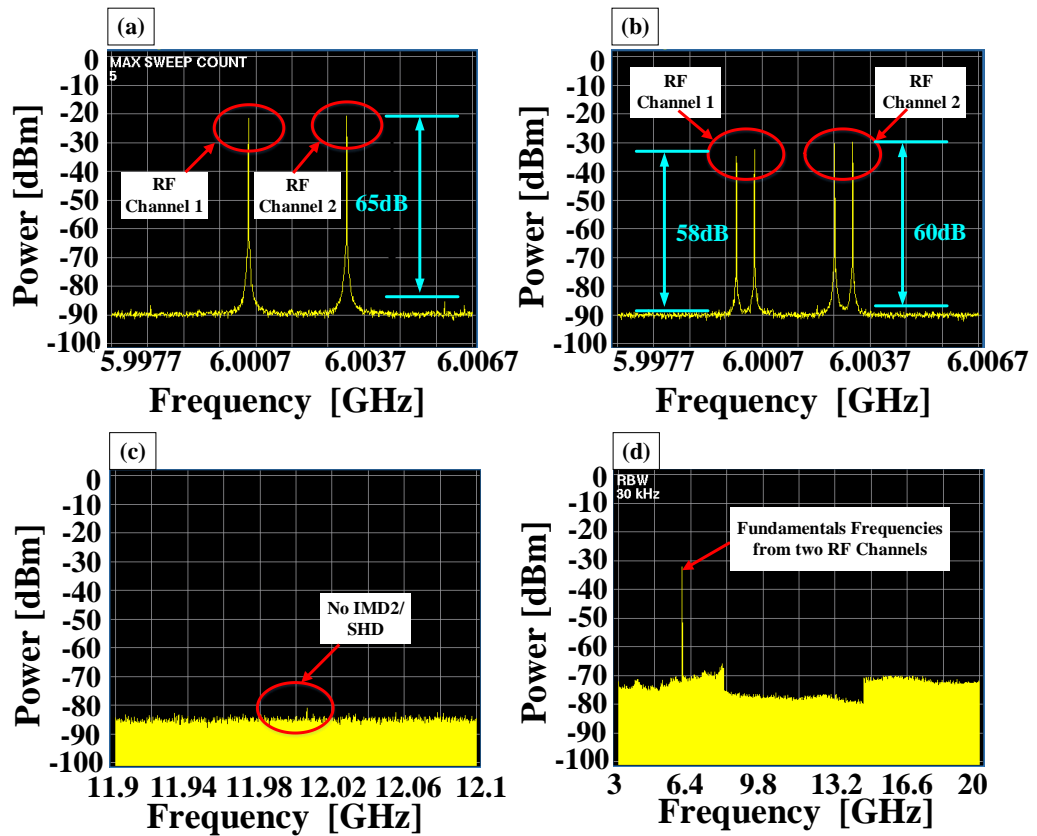 (a)
MAX SWEEP COUNT
5
0
-10
-20
-30
-40
-50
-60
-70
-80
-90
-100
Power [dBm]
RF
Channel 1
RF
Channel 2
65dB
5.9977 6.0007 6.0037 6.0067
Frequency [GHz]
(b)
0
-10
-20
-30
-40
-50
-60
-70
-80
-90
-100
Power [dBm]
RF
Channel 1
RF
Channel 2
58dB
60dB
5.9977 6.0007 6.0037 6.0067
Frequency [GHz]
(c)
0
-10
-20
-30
-40
-50
-60
-70
-80
-90
-100
Power [dBm]
No IMD2/
SHD
11.9 11.94 11.98 12.02 12.06 12.1
Frequency [GHz]
(d)
RBW
30 kHz
0
-10
-20
-30
-40
-50
-60
-70
-80
-90
-100
Power [dBm]
Fundamentals Frequencies
from two RF Channels
3 6.4 9.8 13.2 16.6 20
Frequency [GHz]